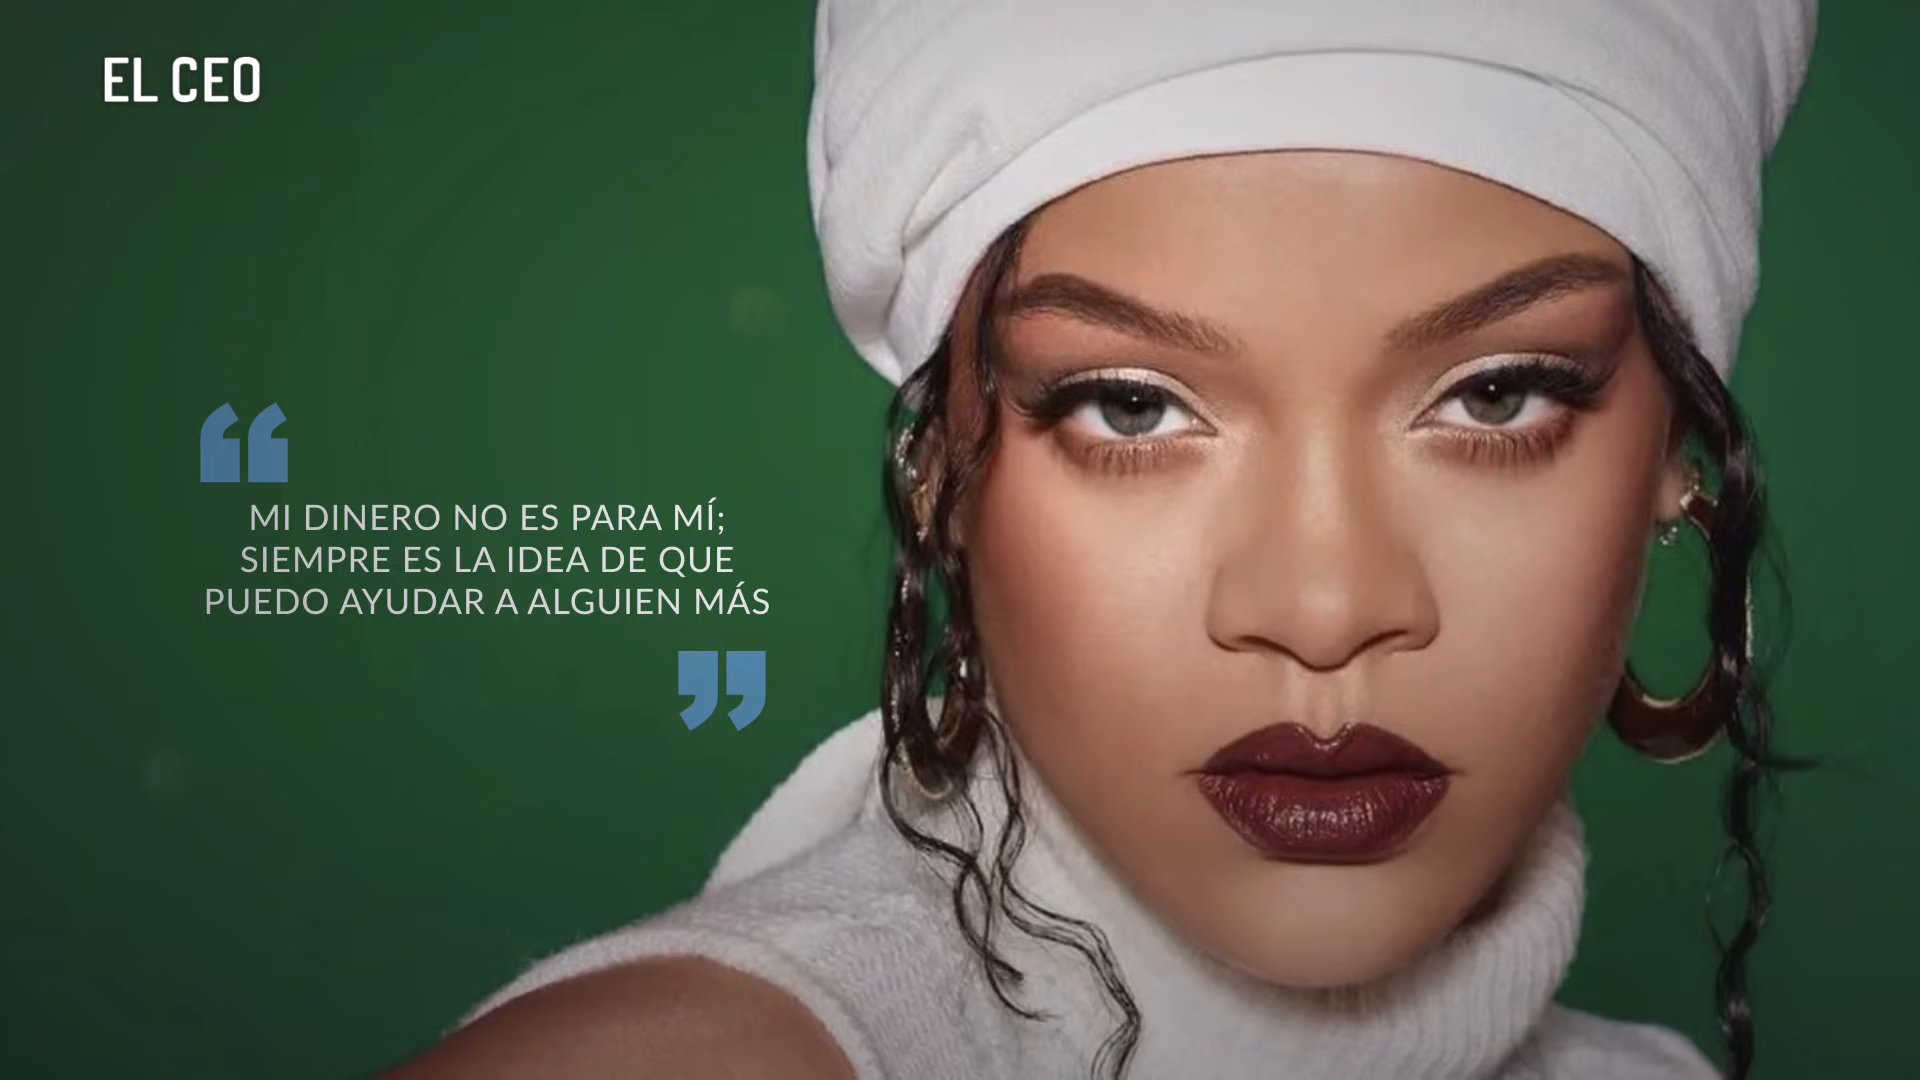 EL CEO
MI DINERO NO ES PARA MÍ;
SIEMPRE ES LA IDEA DE QUE
PUEDO AYUDAR A ALGUIEN MÁS